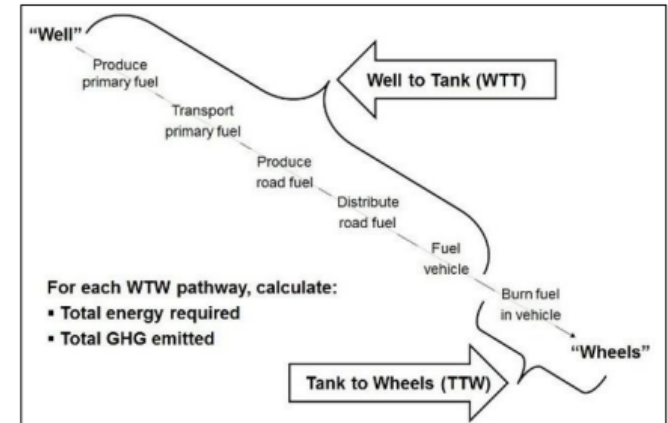 “Well”
Produce
primary fuel
Well to Tank (WTT)
Transport
primary fuel
Produce
road fuel
Distribute
road fuel
Fuel
vehicle
For each WTW pathway, calculate:
▪ Total energy required
▪ Total GHG emitted
Burn fuel
in vehicle
“Wheels”
Tank to Wheels (TTW)